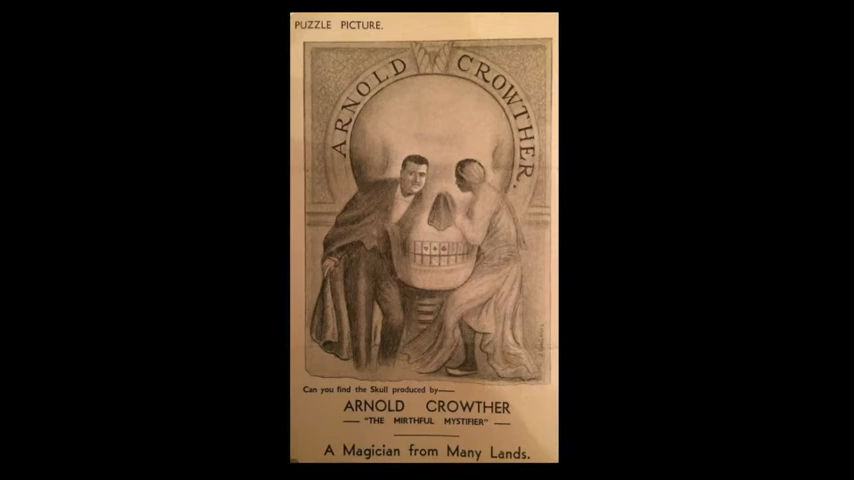 PUZZLE PICTURE.
ARNOLD CROWTHER.
Can you find the Skull produced by——
ARNOLD CROWTHER
— "THE MIRTHFUL MYSTIFIER" —
A Magician from Many Lands.